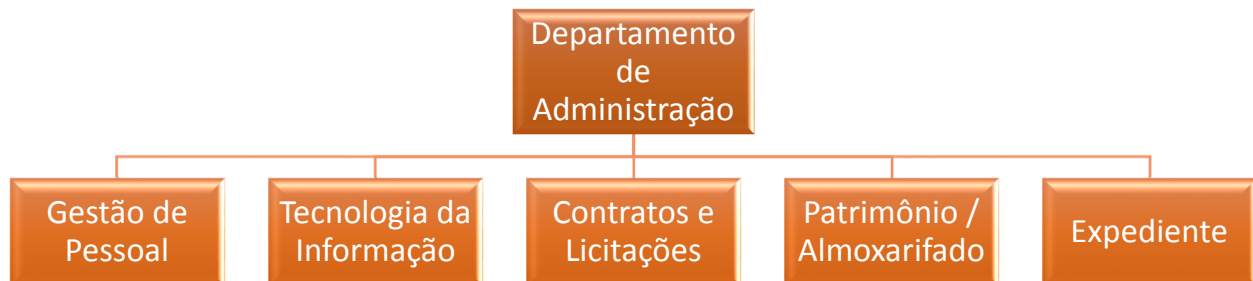 Departamento
de
Administração
Gestão de
Pessoal
Tecnologia da
Informação
Contratos e
Licitações
Patrimônio /
Almoxarifado
Expediente